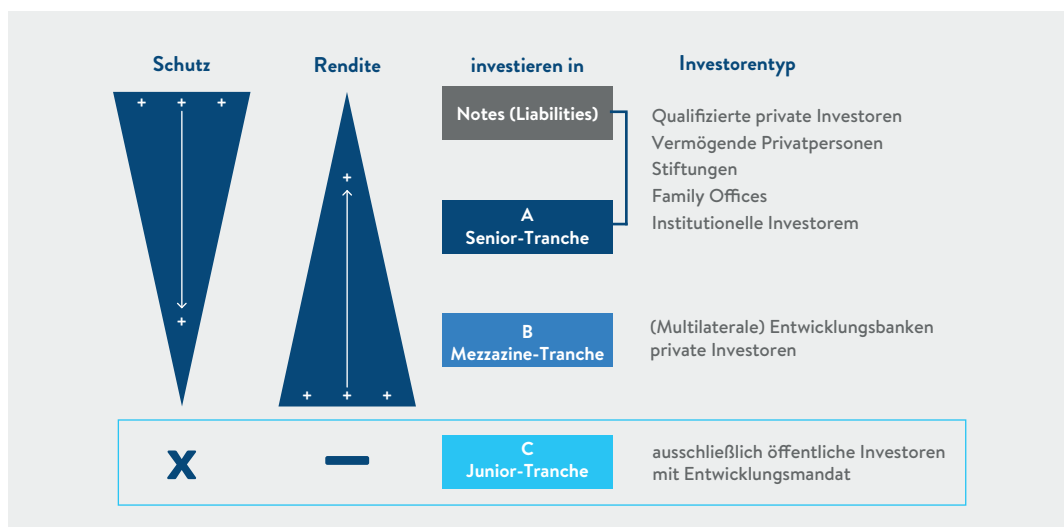 Schutz
Rendite
investieren in
Investorentyp
+ + +
+
+
+ + +
Notes (Liabilities)
Qualifizierte private Investoren
Vermögende Privatpersonen
Stiftungen
Family Offices
Institutionelle Investorem
A
Senior-Tranche
B
Mezzazine-Tranche
(Multilaterale) Entwicklungsbanken
private Investoren
x
–
C
Junior-Tranche
ausschließlich öffentliche Investoren
mit Entwicklungsmandat